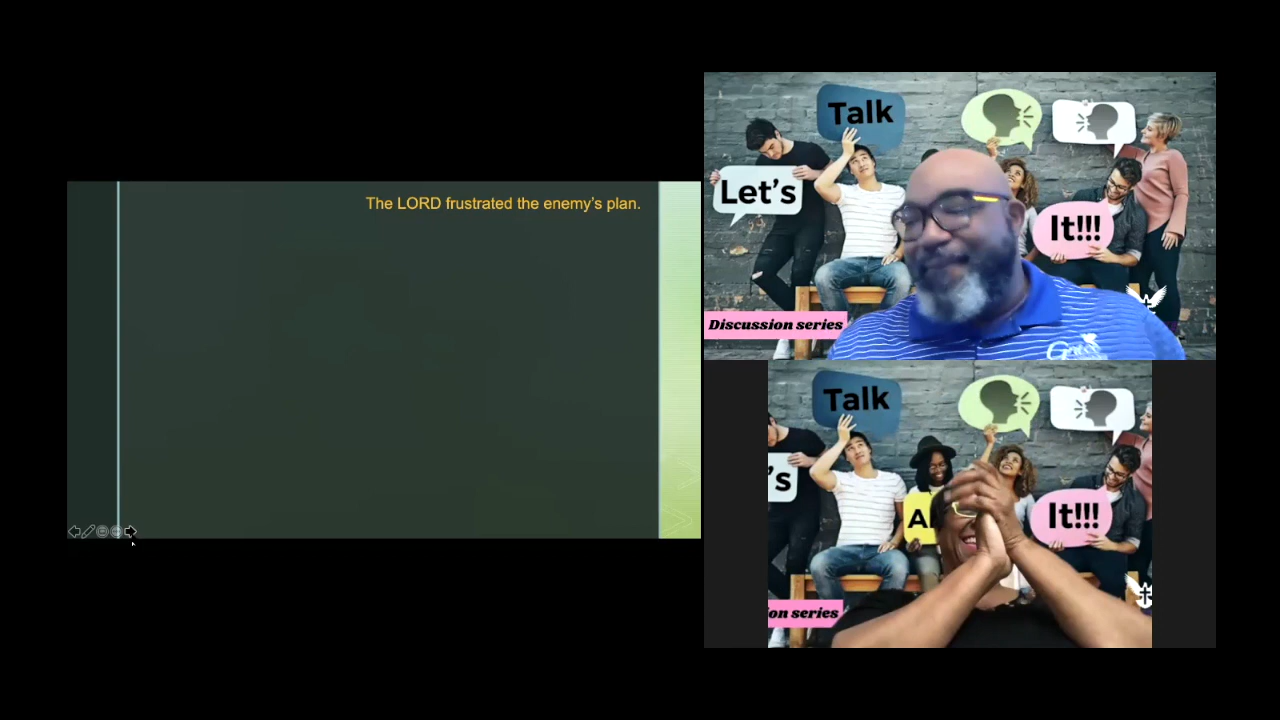 The LORD frustrated the enemy's plan.
Talk
Let's
It!!!
Discussion series
Talk
's
It!!!
on series